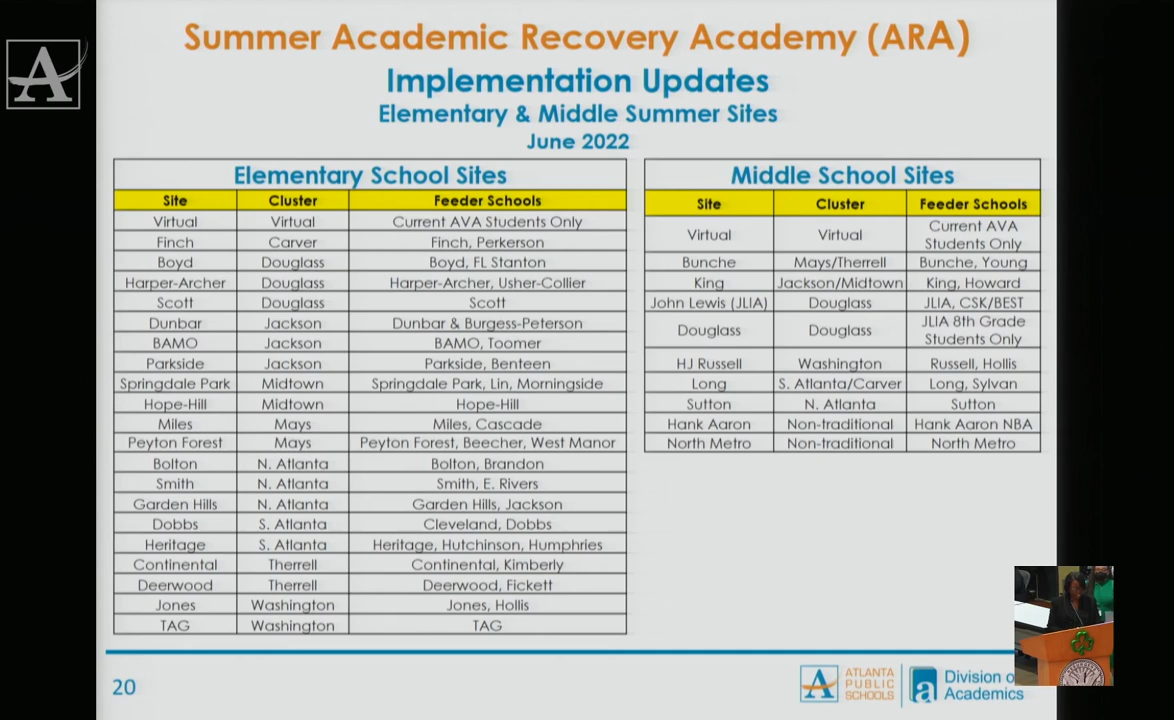 Summer Academic Recovery Academy (ARA)
Implementation Updates
Elementary & Middle Summer Sites
June 2022
Elementary School Sites
Site Cluster Feeder Schools
Virtual Virtual Current AVA Students Only
Finch Carver Finch, Perkerson
Boyd Douglass Boyd, FL Stanton
Harper-Archer Douglass Harper-Archer, Usher-Collier
Scott Douglass Scott
Dunbar Jackson Dunbar & Burgess-Peterson
BAMO Jackson BAMO, Toomer
Parkside Jackson Parkside, Benteen
Springdale Park Midtown Springdale Park, Lin, Morningside
Hope-Hill Midtown Hope-Hill
Miles Mays Miles, Cascade
Peyton Forest Mays Peyton Forest, Beecher, West Manor
Bolton N. Atlanta Bolton, Brandon
Smith N. Atlanta Smith, E. Rivers
Garden Hills N. Atlanta Garden Hills, Jackson
Dobbs S. Atlanta Cleveland, Dobbs
Heritage S. Atlanta Heritage, Hutchinson, Humphries
Continental Therrell Continental, Kimberly
Deerwood Therrell Deerwood, Fickett
Jones Washington Jones, Hollis
TAG Washington TAG
Middle School Sites
Site Cluster Feeder Schools
Virtual Virtual Current AVA
Students Only
Bunche Mays/Therrell Bunche, Young
King Jackson/Midtown King, Howard
John Lewis (JLIA) Douglass JLIA, CSK/BEST
Douglass Douglass JLIA 8th Grade
Students Only
HJ Russell Washington Russell, Hollis
Long S. Atlanta/Carver Long, Sylvan
Sutton N. Atlanta Sutton
Hank Aaron Non-traditional Hank Aaron NBA
North Metro Non-traditional North Metro
20
ATLANTA
PUBLIC
SCHOOLS
Division o
Academics